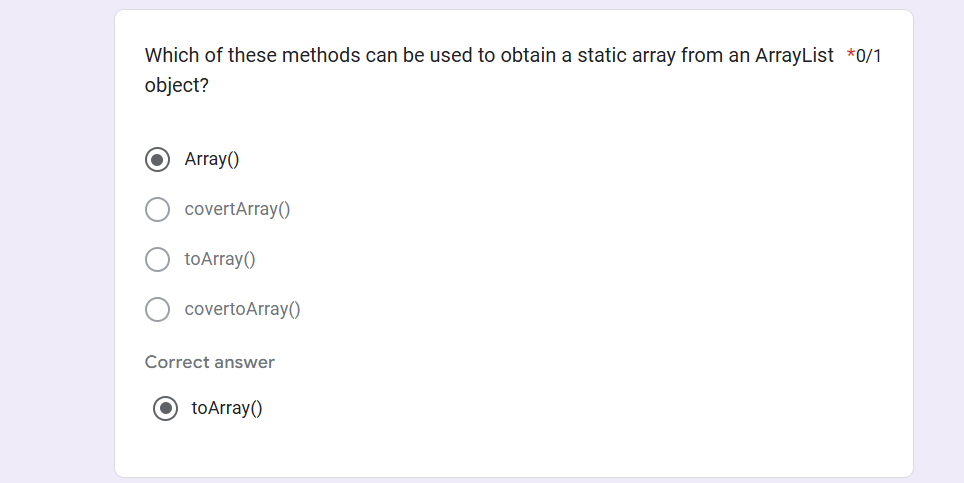 Which of these methods can be used to obtain a static array from an ArrayList *0/1
object?
Array()
covertArray()
toArray()
covertoArray()
Correct answer
toArray()